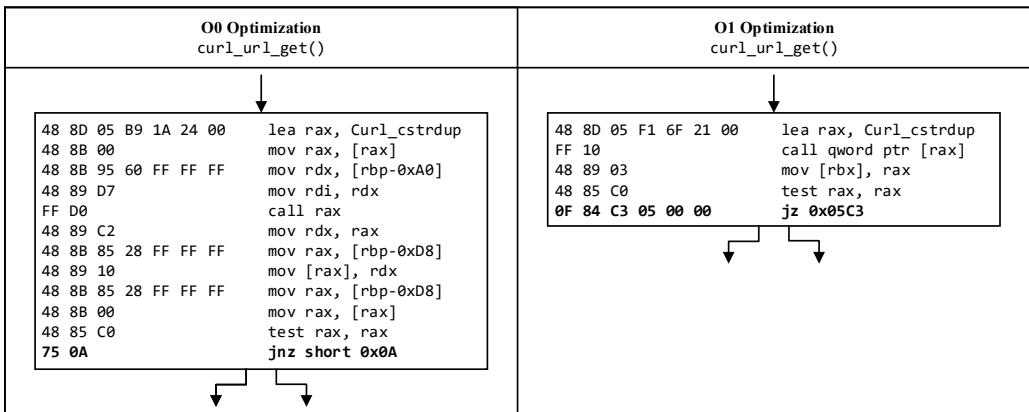 O0 Optimization
curl_url_get()
48 8D 05 B9 1A 24 00 lea rax, Curl_cstrdup
48 8B 00 mov rax, [rax]
48 8B 95 60 FF FF FF mov rdx, [rbp-0xA0]
48 89 D7 mov rdi, rdx
FF D0 call rax
48 89 C2 mov rdx, rax
48 8B 85 28 FF FF FF mov rax, [rbp-0xD8]
48 89 10 mov [rax], rdx
48 8B 85 28 FF FF FF mov rax, [rbp-0xD8]
48 8B 00 mov rax, [rax]
48 85 C0 test rax, rax
75 0A jnz short 0x0A
O1 Optimization
curl_url_get()
48 8D 05 F1 6F 21 00 lea rax, Curl_cstrdup
FF 10 call qword ptr [rax]
48 89 03 mov [rbx], rax
48 85 C0 test rax, rax
0F 84 C3 05 00 00 jz 0x05C3